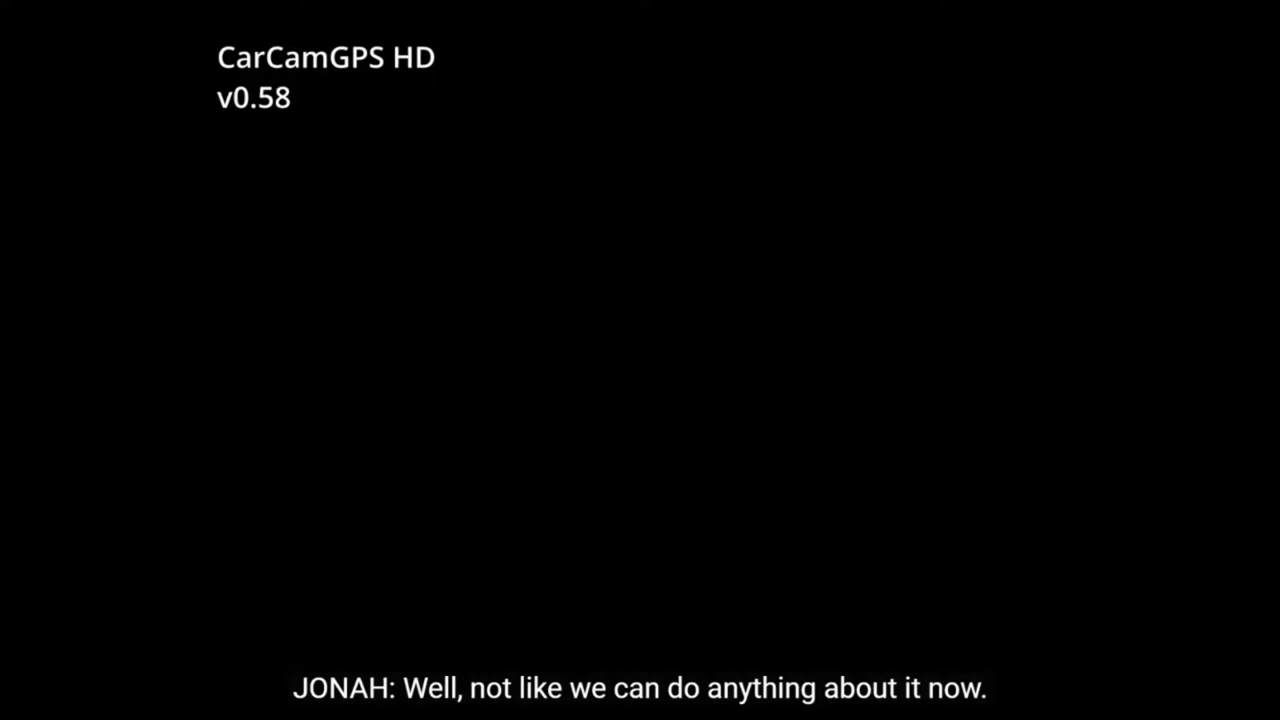 CarCamGPS HD
v0.58
JONAH: Well, not like we can do anything about it now.